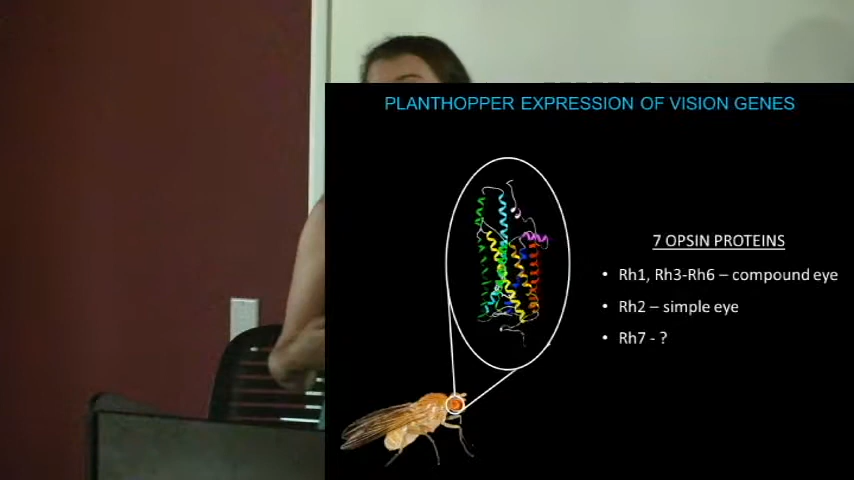 PLANTHOPPER EXPRESSION OF VISION GENES
7 OPSIN PROTEINS
• Rh1, Rh3-Rh6 – compound eye
• Rh2 – simple eye
• Rh7 - ?